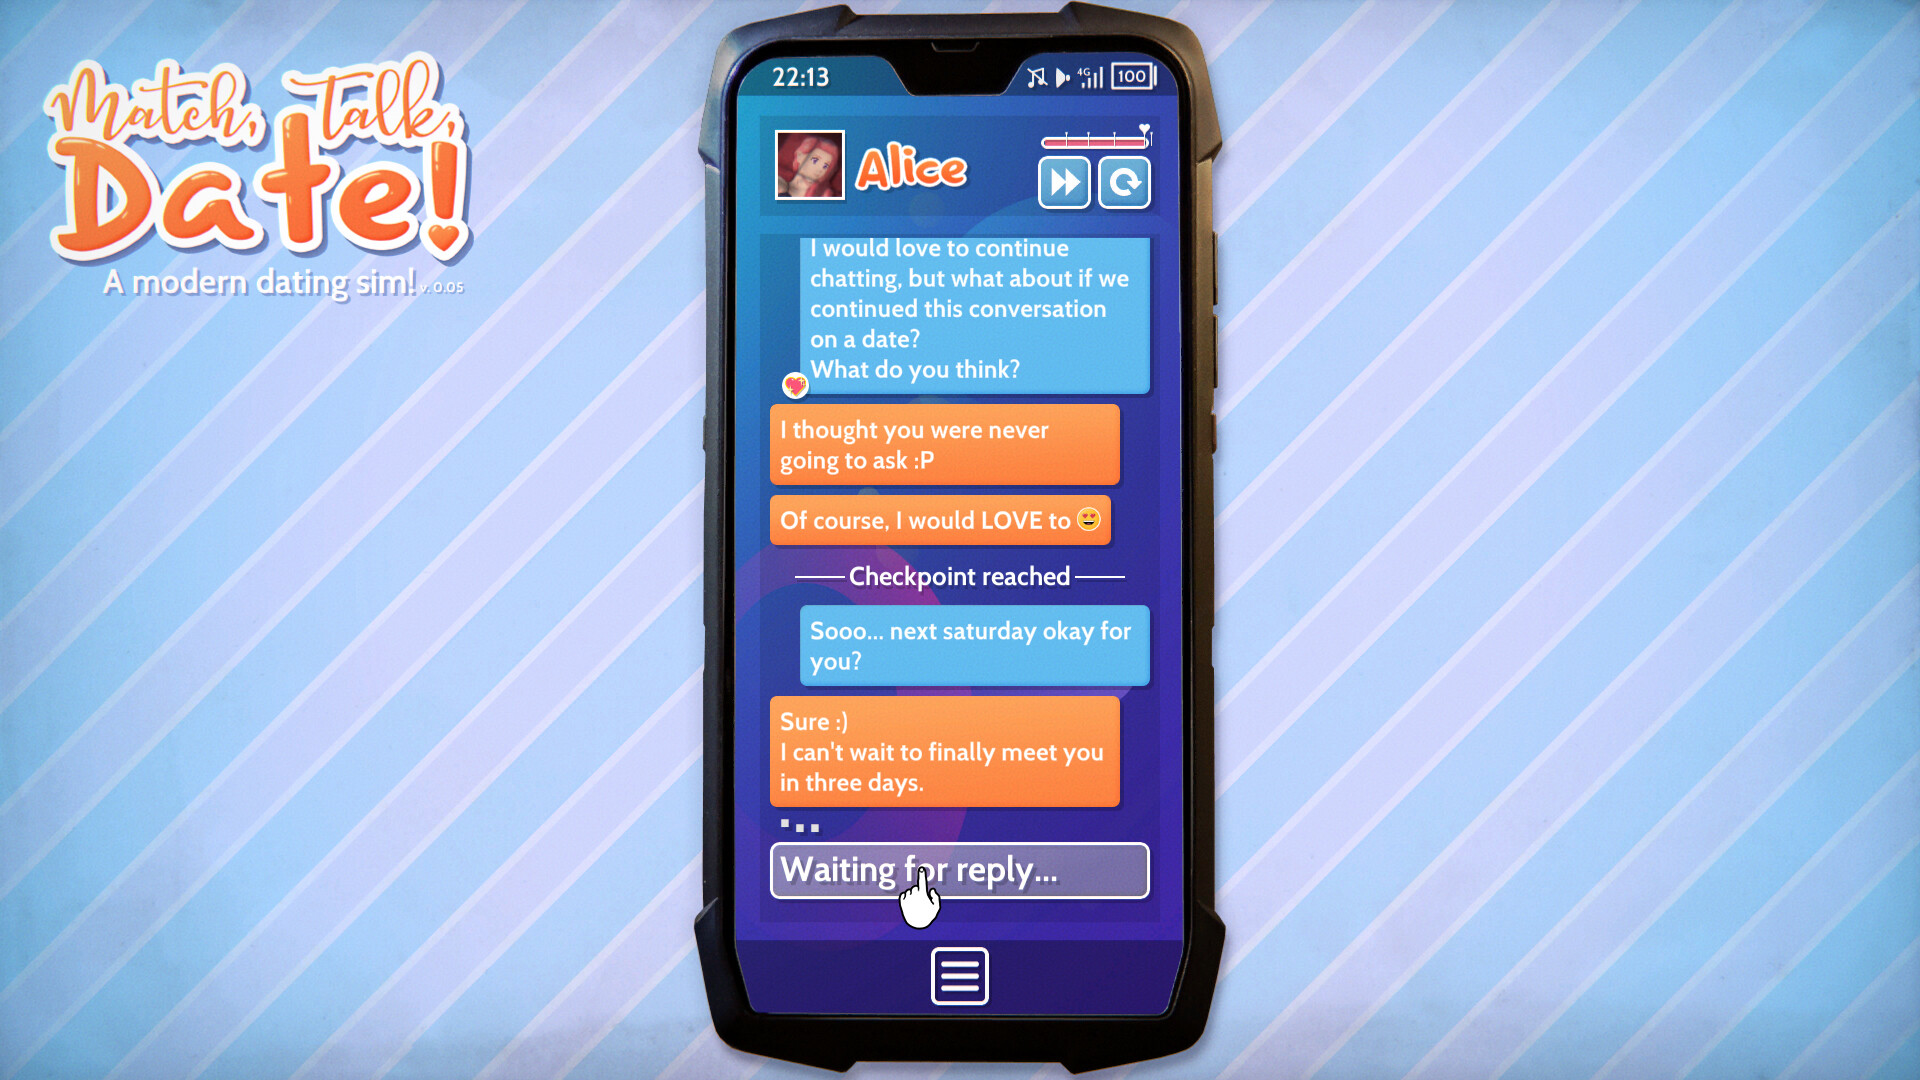 Match, Talk,
Date!
A modern dating sim! v. 0.05
22:13
4G
100
Alice
I would love to continue
chatting, but what about if we
continued this conversation
on a date?
What do you think?
I thought you were never
going to ask :P
Of course, I would LOVE to 😍
Checkpoint reached
Sooo... next saturday okay for
you?
Sure :)
I can't wait to finally meet you
in three days.
Waiting for reply...